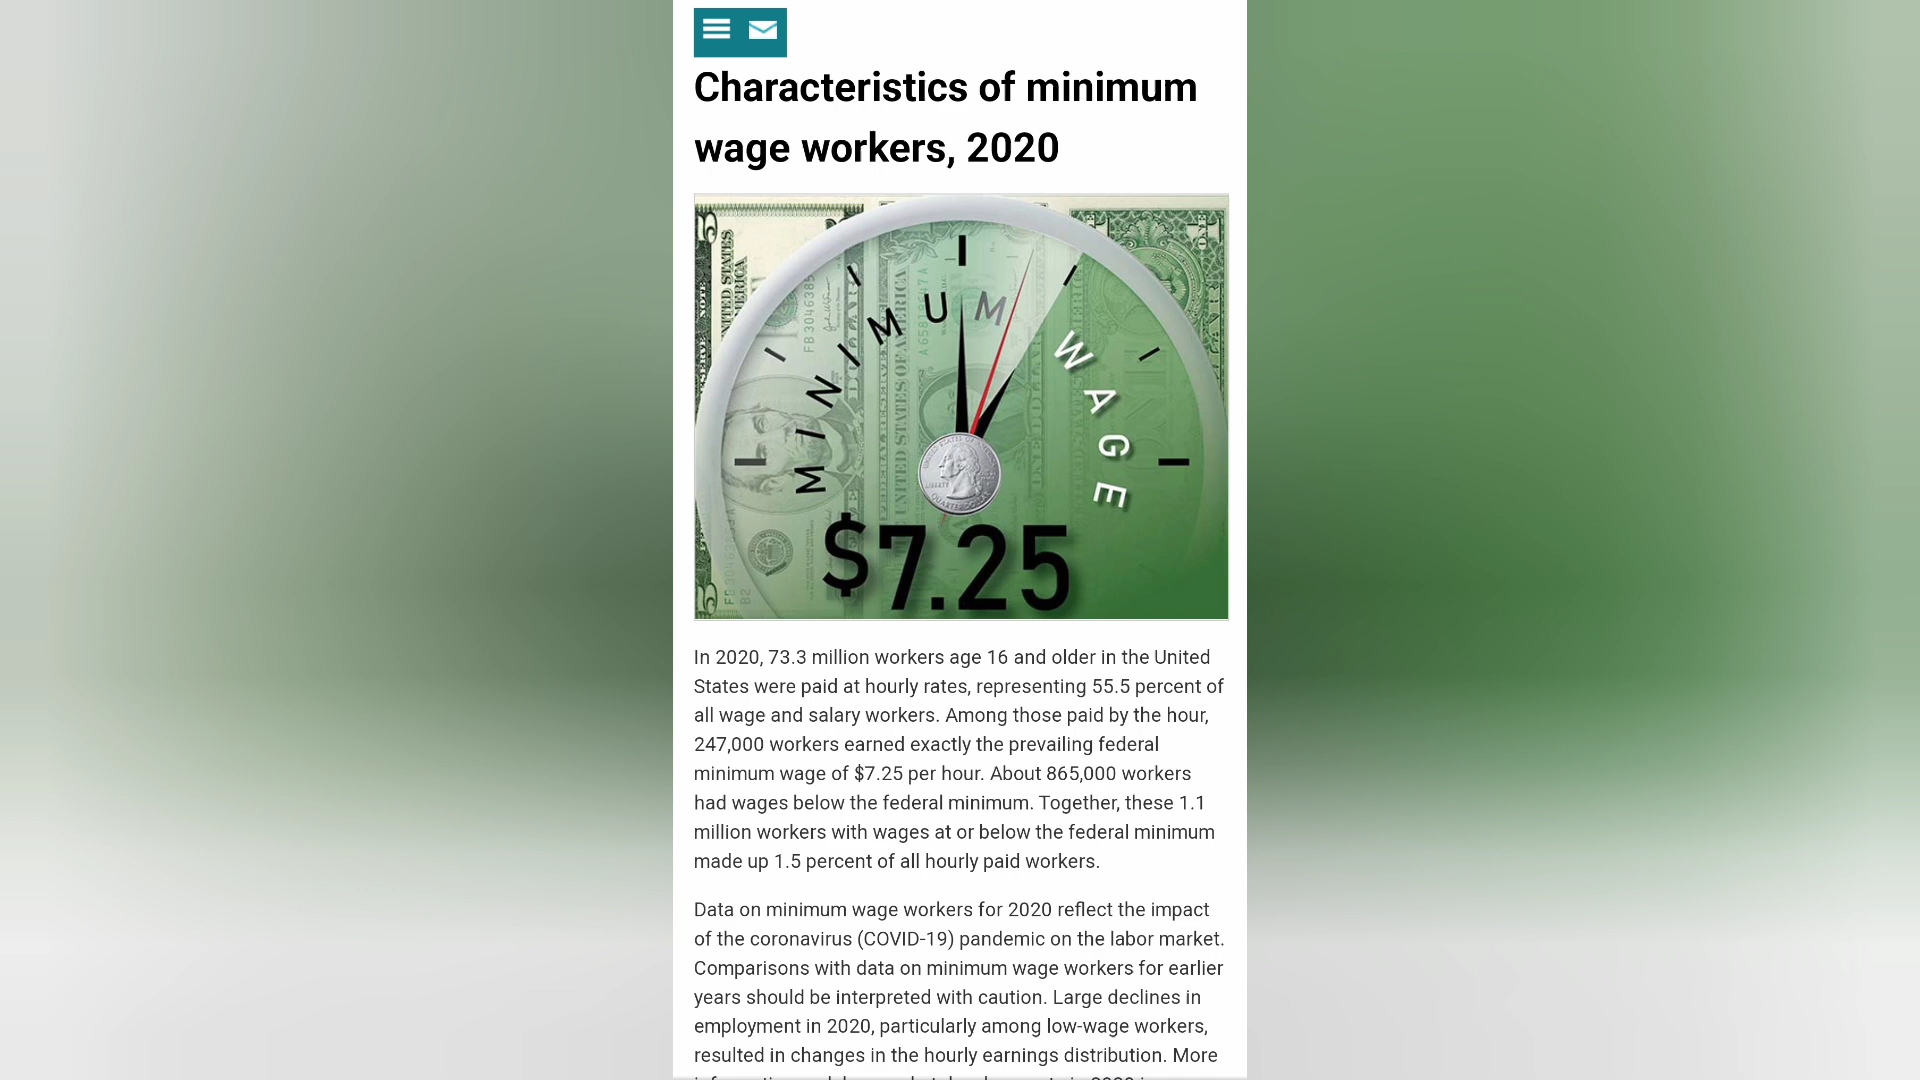 Characteristics of minimum
wage workers, 2020
MINIMUM WAGE
$7.25
In 2020, 73.3 million workers age 16 and older in the United
States were paid at hourly rates, representing 55.5 percent of
all wage and salary workers. Among those paid by the hour,
247,000 workers earned exactly the prevailing federal
minimum wage of $7.25 per hour. About 865,000 workers
had wages below the federal minimum. Together, these 1.1
million workers with wages at or below the federal minimum
made up 1.5 percent of all hourly paid workers.
Data on minimum wage workers for 2020 reflect the impact
of the coronavirus (COVID-19) pandemic on the labor market.
Comparisons with data on minimum wage workers for earlier
years should be interpreted with caution. Large declines in
employment in 2020, particularly among low-wage workers,
resulted in changes in the hourly earnings distribution. More